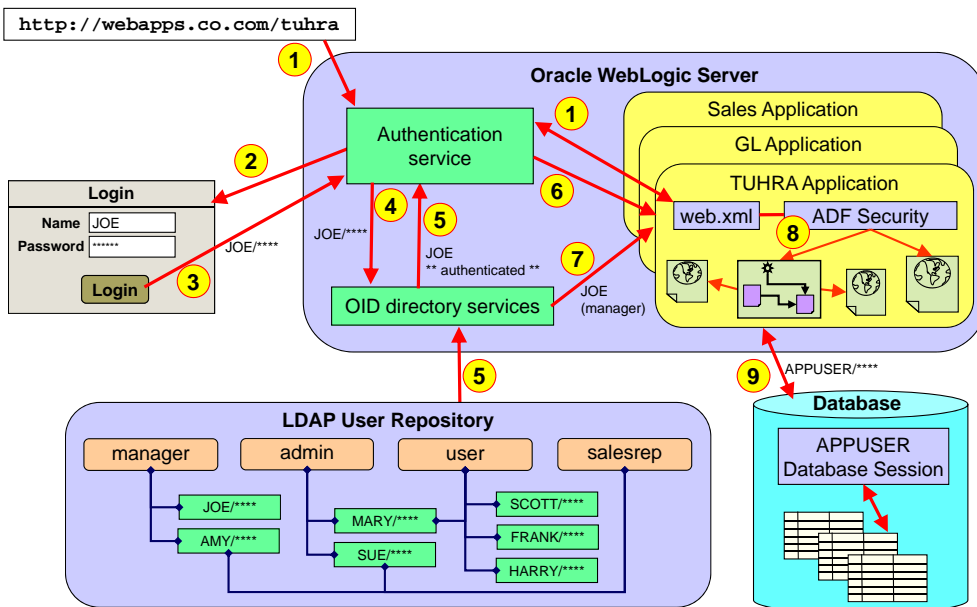 http://webapps.co.com/tuhra
1
Oracle WebLogic Server
Sales Application
GL Application
TUHRA Application
1
Authentication
service
2
6
web.xml
ADF Security
8
Login
Name
JOE
Password
******
Login
JOE/****
3
4
5
JOE/****
JOE
** authenticated **
7
JOE
(manager)
OID directory services
5
9
APPUSER/****
LDAP User Repository
manager
admin
user
salesrep
JOE/****
AMY/****
MARY/****
SUE/****
SCOTT/****
FRANK/****
HARRY/****
Database
APPUSER
Database Session